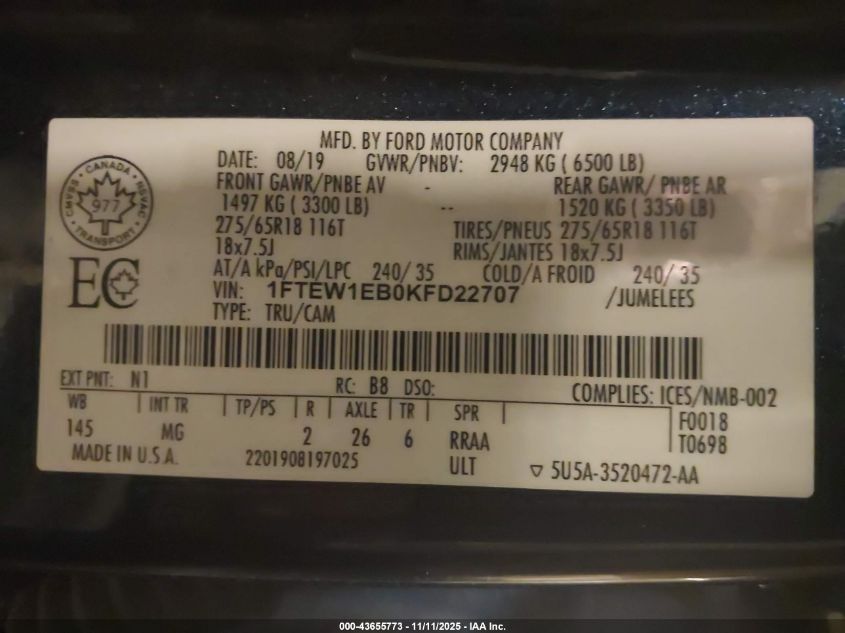 MFD. BY FORD MOTOR COMPANY
DATE: 08/19 GVWR/PNBV: 2948 KG ( 6500 LB)
FRONT GAWR/PNBE AV - REAR GAWR/ PNBE AR
1497 KG ( 3300 LB) -- 1520 KG ( 3350 LB)
275/65R18 116T TIRES/PNEUS 275/65R18 116T
18x7.5J RIMS/JANTES 18x7.5J
AT/A kPa/PSI/LPC 240/ 35 COLD/A FROID 240/ 35
VIN: 1FTEW1EB0KFD22707 /JUMELEES
TYPE: TRU/CAM
CANADA
CMVSS NSVAC
977
TRANSPORT
EC
EXT PNT: N1 RC: B8 DSO: COMPLIES: ICES/NMB-002
WB INT TR TP/PS R AXLE TR SPR F0018
145 MG 2 26 6 RRAA T0698
MADE IN U.S.A. 2201908197025 ULT ▽ 5U5A-3520472-AA
000-43655773 - 11/11/2025 - IAA Inc.